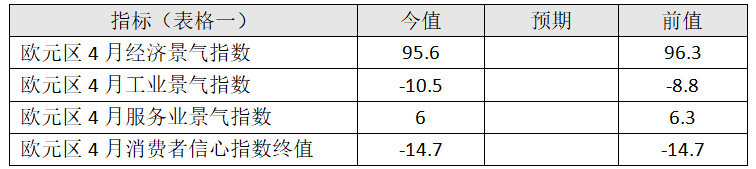 指标（表格一） 今值 预期 前值
欧元区 4 月经济景气指数 95.6 96.3
欧元区 4 月工业景气指数 -10.5 -8.8
欧元区 4 月服务业景气指数 6 6.3
欧元区 4 月消费者信心指数终值 -14.7 -14.7